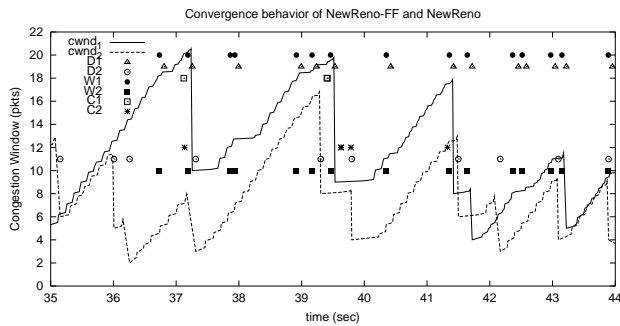 Convergence behavior of NewReno-FF and NewReno
Congestion Window (pkts)
22
20
18
16
14
12
10
8
6
4
2
0
cwnd1
cwnd2
D1
D2
W1
W2
C1
C2
35 36 37 38 39 40 41 42 43 44
time (sec)